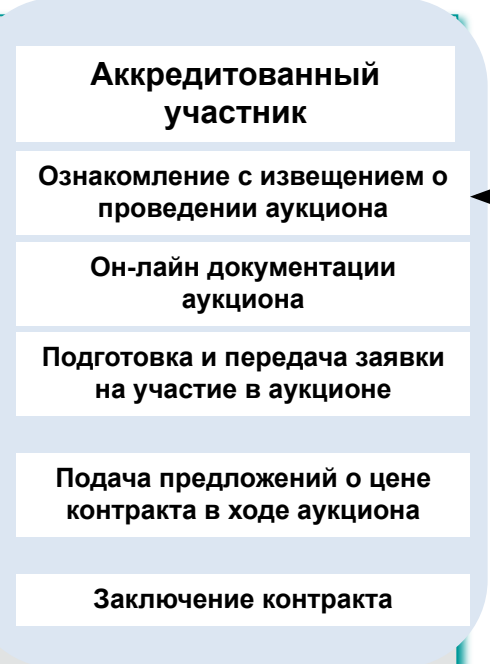 Аккредитованный
участник
Ознакомление с извещением о
проведении аукциона
Он-лайн документации
аукциона
Подготовка и передача заявки
на участие в аукционе
Подача предложений о цене
контракта в ходе аукциона
Заключение контракта